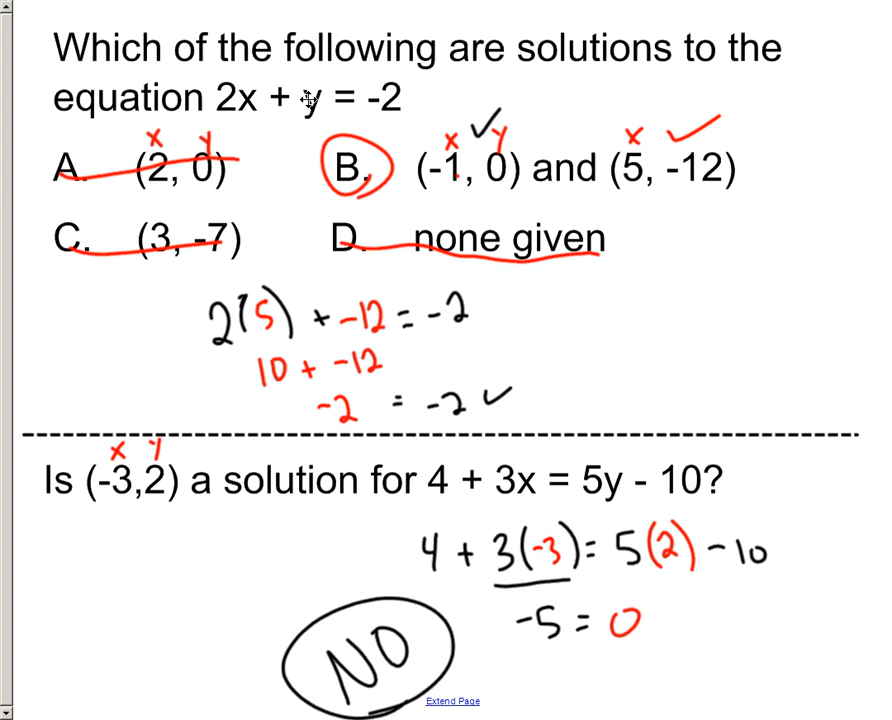 Which of the following are solutions to the
equation 2x + y = -2
x y x y x
A. (2, 0) B. (-1, 0) and (5, -12)
C. (3, -7) D. none given
2(5) + -12 = -2
10 + -12
-2 = -2 ✓
x y
Is (-3,2) a solution for 4 + 3x = 5y - 10?
4 + 3(-3) = 5(2) - 10
-5 = 0
NO
Extend Page